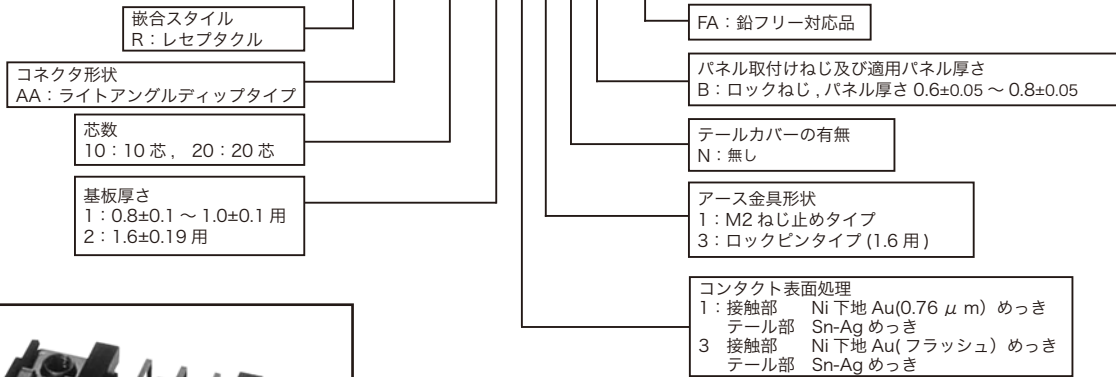 嵌合スタイル
R：レセプタクル
コネクタ形状
AA：ライトアングルディップタイプ
芯数
10：10 芯 ,　20：20 芯
基板厚さ
1：0.8±0.1 〜 1.0±0.1 用
2：1.6±0.19 用
FA：鉛フリー対応品
パネル取付けねじ及び適用パネル厚さ
B：ロックねじ , パネル厚さ 0.6±0.05 〜 0.8±0.05
テールカバーの有無
N：無し
アース金具形状
1：M2 ねじ止めタイプ
3：ロックピンタイプ (1.6 用 )
コンタクト表面処理
1：接触部　　Ni 下地 Au(0.76 μ m）めっき
テール部　Sn-Ag めっき
3　接触部　　Ni 下地 Au( フラッシュ）めっき
テール部　Sn-Ag めっき